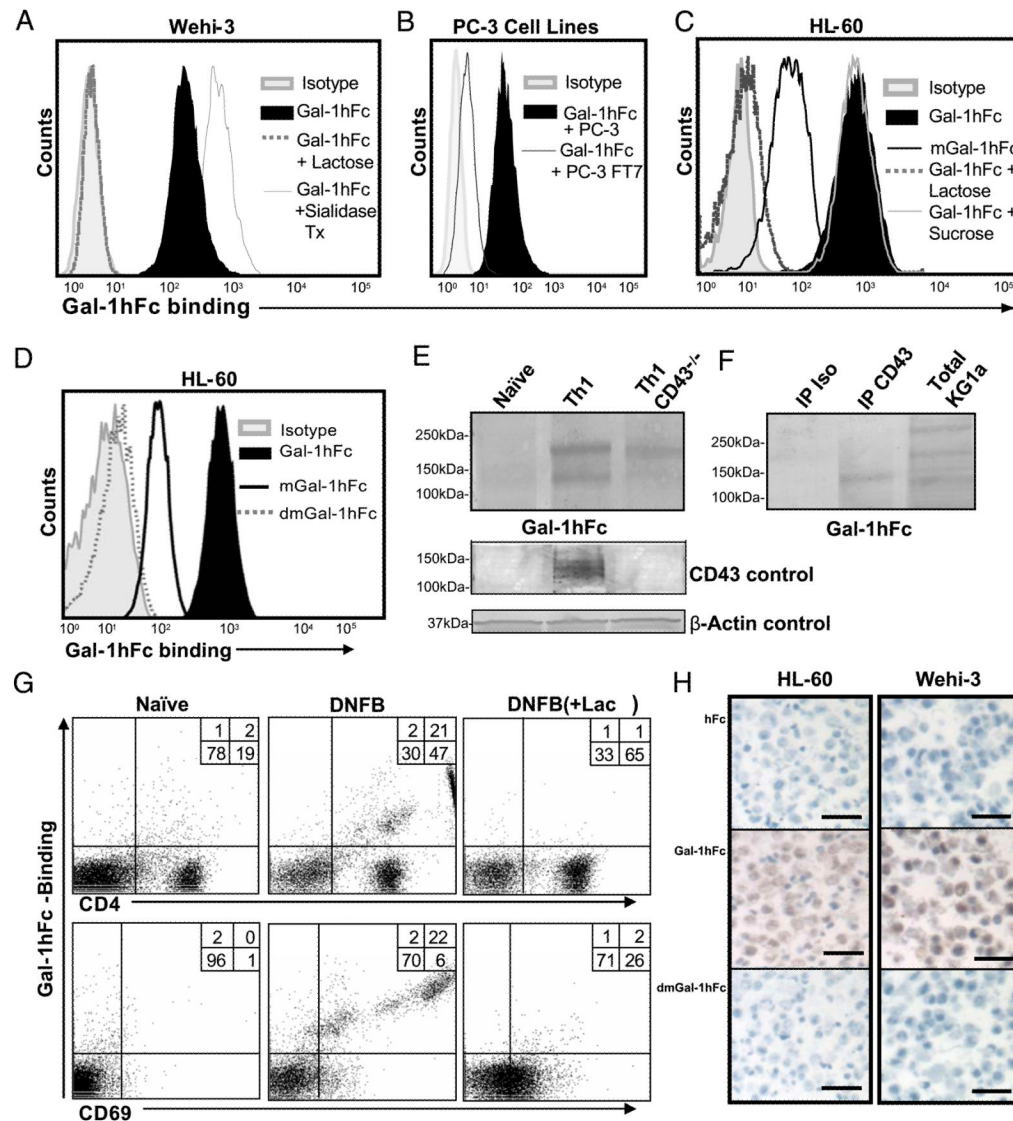 A
Wehi-3
Counts
Isotype
Gal-1hFc
Gal-1hFc
+ Lactose
Gal-1hFc
+Sialidase
Tx
10⁰ 10¹ 10² 10³ 10⁴ 10⁵
Gal-1hFc binding
B
PC-3 Cell Lines
Counts
Isotype
Gal-1hFc
+ PC-3
Gal-1hFc
+ PC-3 FT7
10⁰ 10¹ 10² 10³ 10⁴ 10⁵
C
HL-60
Counts
Isotype
Gal-1hFc
mGal-1hFc
Gal-1hFc +
Lactose
Gal-1hFc +
Sucrose
10⁰ 10¹ 10² 10³ 10⁴ 10⁵
D
HL-60
Counts
Isotype
Gal-1hFc
mGal-1hFc
dmGal-1hFc
10⁰ 10¹ 10² 10³ 10⁴ 10⁵
Gal-1hFc binding
E
Naïve
Th1
Th1
CD43⁻/⁻
250kDa-
150kDa-
100kDa-
Gal-1hFc
150kDa-
100kDa-
CD43 control
37kDa-
β-Actin control
F
IP Iso
IP CD43
Total
KG1a
250kDa-
150kDa-
100kDa-
Gal-1hFc
G
Naïve
DNFB
DNFB(+Lac )
Gal-1hFc -Binding
1 2
78 19
2 21
30 47
1 1
33 65
CD4
2 0
96 1
2 22
70 6
1 2
71 26
CD69
H
HL-60
Wehi-3
hFc
Gal-1hFc
dmGal-1hFc